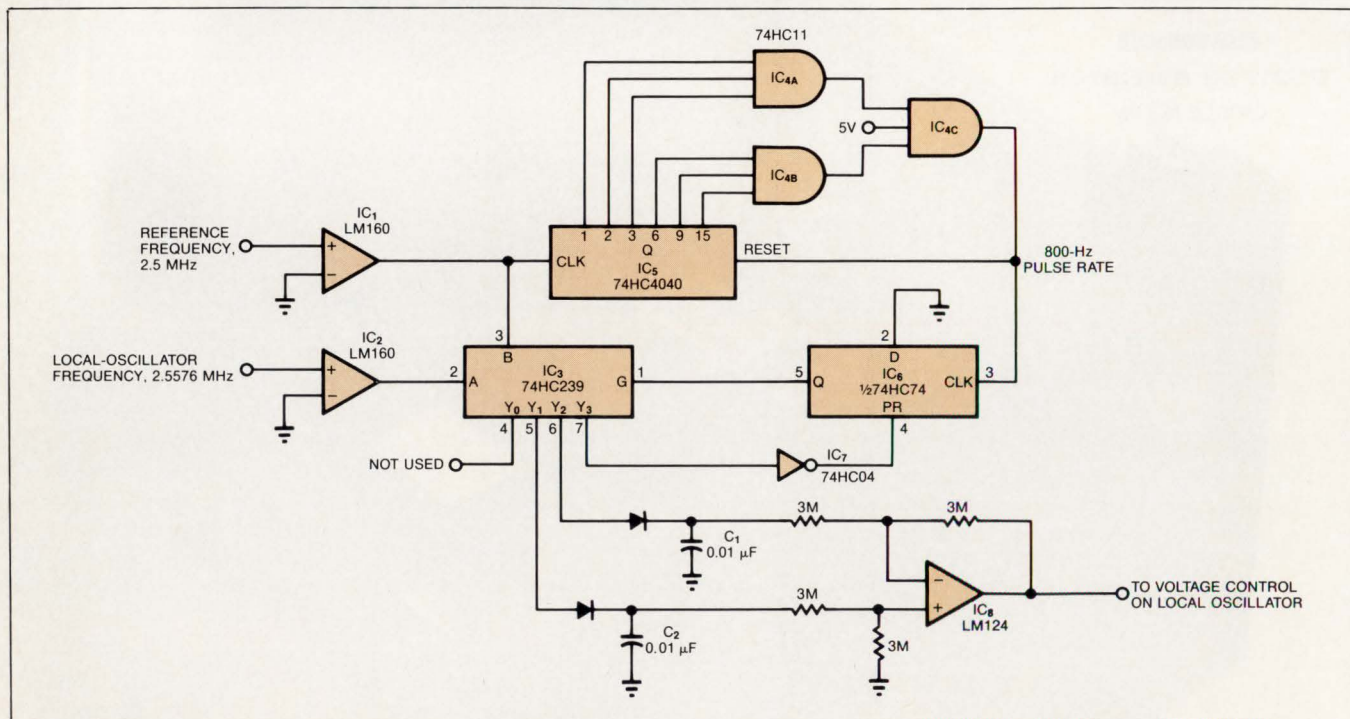 74HC11
IC4A
5V
IC4C
IC4B
IC1
LM160
REFERENCE
FREQUENCY,
2.5 MHz
1 2 3 6 9 15
Q
CLK
RESET
IC5
74HC4040
800-Hz
PULSE RATE
IC2
LM160
LOCAL-OSCILLATOR
FREQUENCY, 2.5576 MHz
3
B
2
A
IC3
74HC239
G
1
Y0 Y1 Y2 Y3
4 5 6 7
2
D
5
Q
IC6
½74HC74
CLK
3
PR
4
NOT USED
IC7
74HC04
3M
3M
C1
0.01 µF
3M
C2
0.01 µF
3M
−
+
IC8
LM124
TO VOLTAGE CONTROL
ON LOCAL OSCILLATOR